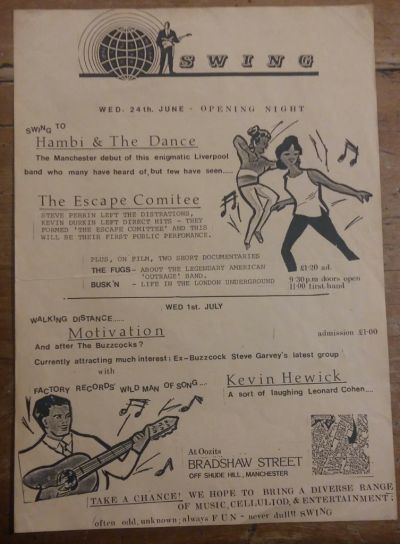 SWING
WED: 24th. JUNE - OPENING NIGHT
SWING TO
Hambi & The Dance
The Manchester debut of this enigmatic Liverpool
band who many have heard of, but few have seen.....
The Escape Comitee
STEVE PERRIN LEFT THE DISTRATIONS,
KEVIN DURKIN LEFT DIRECT HITS - THEY
FORMED 'THE ESCAPE COMITTEE' AND THIS
WILL BE THEIR FIRST PUBLIC PERFOMANCE.
PLUS, ON FILM, TWO SHORT DOCUMENTARIES
THE FUGS - ABOUT THE LEGENDARY AMERICAN
'OUTRAGE' BAND.
BUSK'N - LIFE IN THE LONDON UNDERGROUND
£1·20 ad.
9:30p.m doors open
11:00 first band
WED 1st. JULY
WALKING DISTANCE.....
Motivation
admission £1·00
And after The Buzzcocks?
Currently attracting much interest: Ex-Buzzcock Steve Garvey's latest group
with
FACTORY RECORDS' WILD MAN OF SONG...
Kevin Hewick
A sort of laughing Leonard Cohen....
At Oozits
BRADSHAW STREET
OFF SHUDE HILL, MANCHESTER
TAKE A CHANCE! WE HOPE TO BRING A DIVERSE RANGE
OF MUSIC, CELLULIOD, & ENTERTAINMENT;
often odd, unknown; always FUN - never dull!! SWING